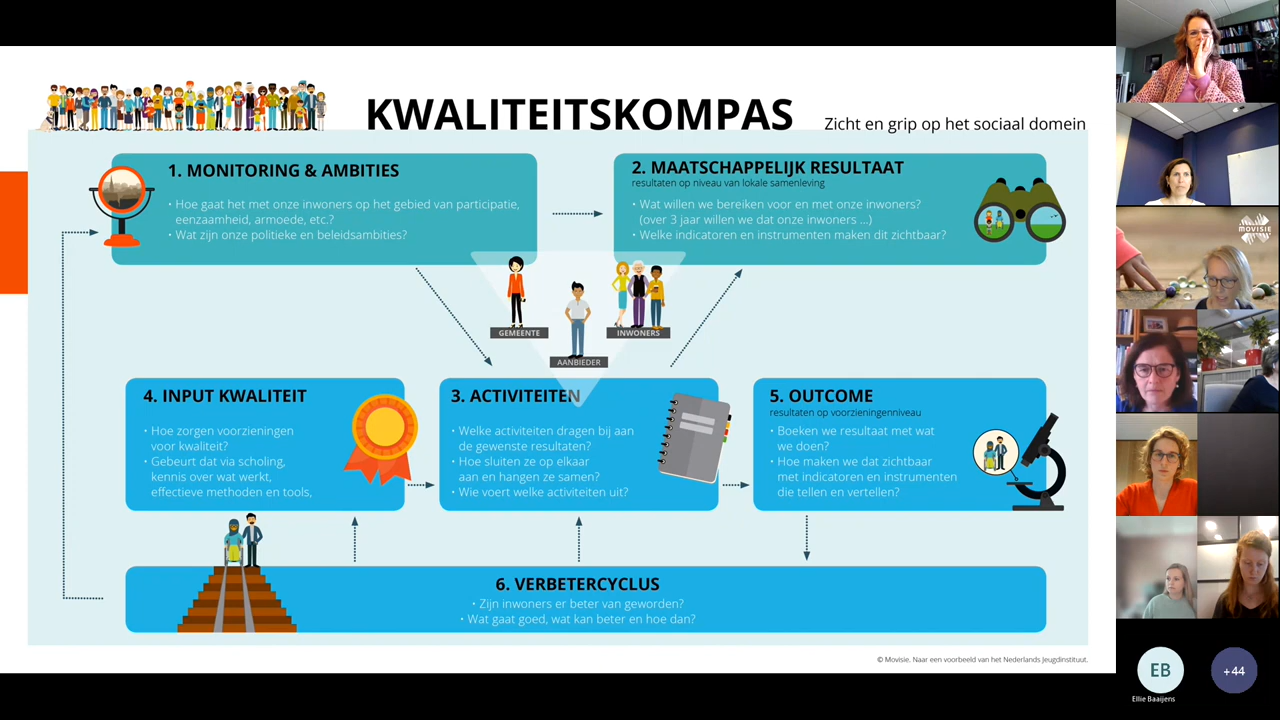 KWALITEITSKOMPAS
Zicht en grip op het sociaal domein
1. MONITORING & AMBITIES
• Hoe gaat het met onze inwoners op het gebied van participatie,
eenzaamheid, armoede, etc.?
• Wat zijn onze politieke en beleidsambities?
2. MAATSCHAPPELIJK RESULTAAT
resultaten op niveau van lokale samenleving
• Wat willen we bereiken voor en met onze inwoners?
(over 3 jaar willen we dat onze inwoners ...)
• Welke indicatoren en instrumenten maken dit zichtbaar?
GEMEENTE
AANBIEDER
INWONERS
4. INPUT KWALITEIT
• Hoe zorgen voorzieningen
voor kwaliteit?
• Gebeurt dat via scholing,
kennis over wat werkt,
effectieve methoden en tools,
3. ACTIVITEITEN
• Welke activiteiten dragen bij aan
de gewenste resultaten?
• Hoe sluiten ze op elkaar
aan en hangen ze samen?
• Wie voert welke activiteiten uit?
5. OUTCOME
resultaten op voorzieningenniveau
• Boeken we resultaat met wat
we doen?
• Hoe maken we dat zichtbaar
met indicatoren en instrumenten
die tellen en vertellen?
6. VERBETERCYCLUS
• Zijn inwoners er beter van geworden?
• Wat gaat goed, wat kan beter en hoe dan?
© Movisie. Naar een voorbeeld van het Nederlands Jeugdinstituut.
MOVISIE
EB
Ellie Baaijens
+44